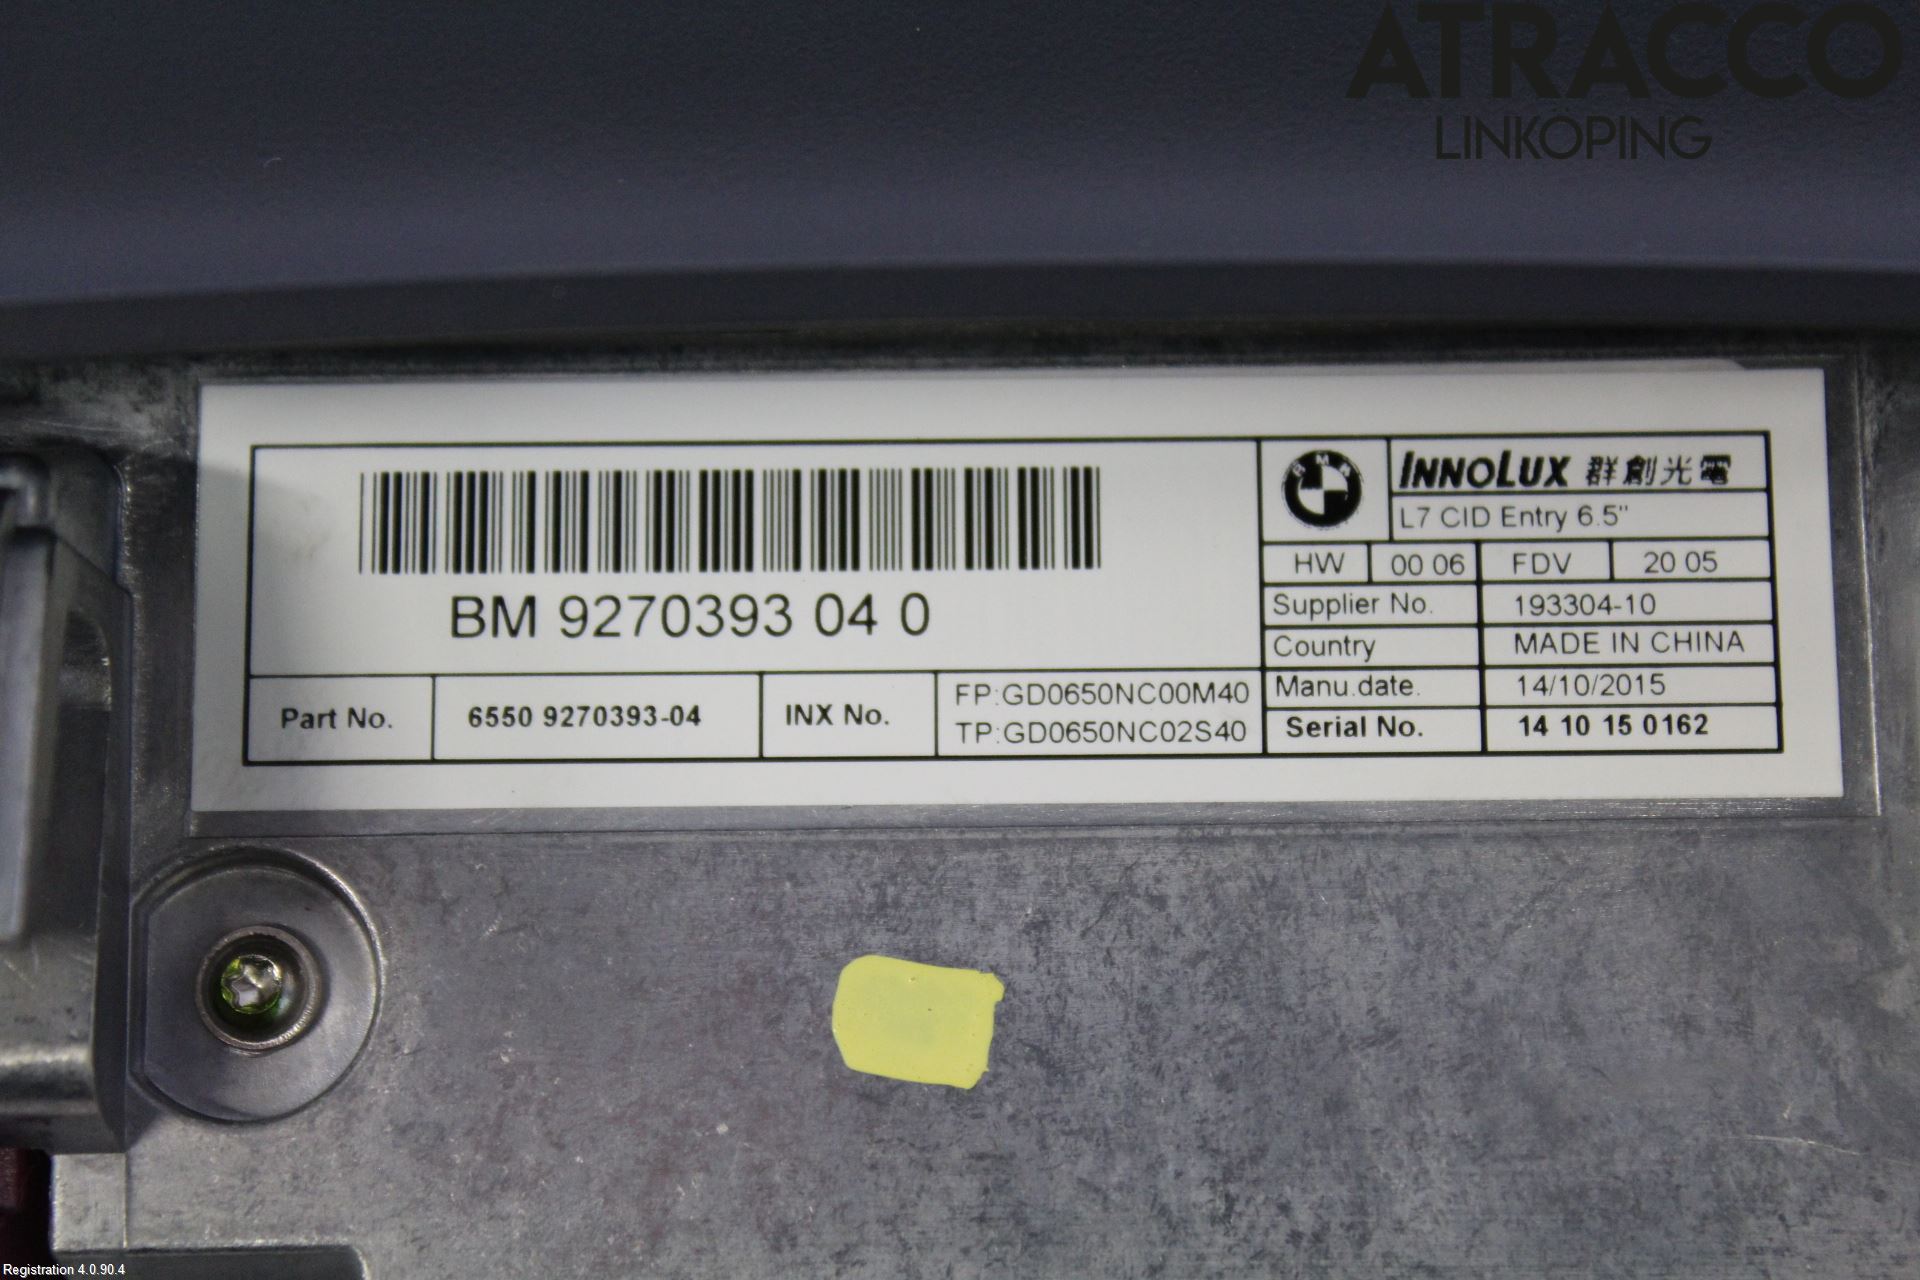 ATRACCO
LINKÖPING
BMW
INNOLUX 群創光電
L7 CID Entry 6.5"
HW 00 06 FDV 20 05
Supplier No. 193304-10
Country MADE IN CHINA
Manu.date. 14/10/2015
Serial No. 14 10 15 0162
BM 9270393 04 0
Part No. 6550 9270393-04 INX No. FP:GD0650NC00M40
TP:GD0650NC02S40
Registration 4.0.90.4